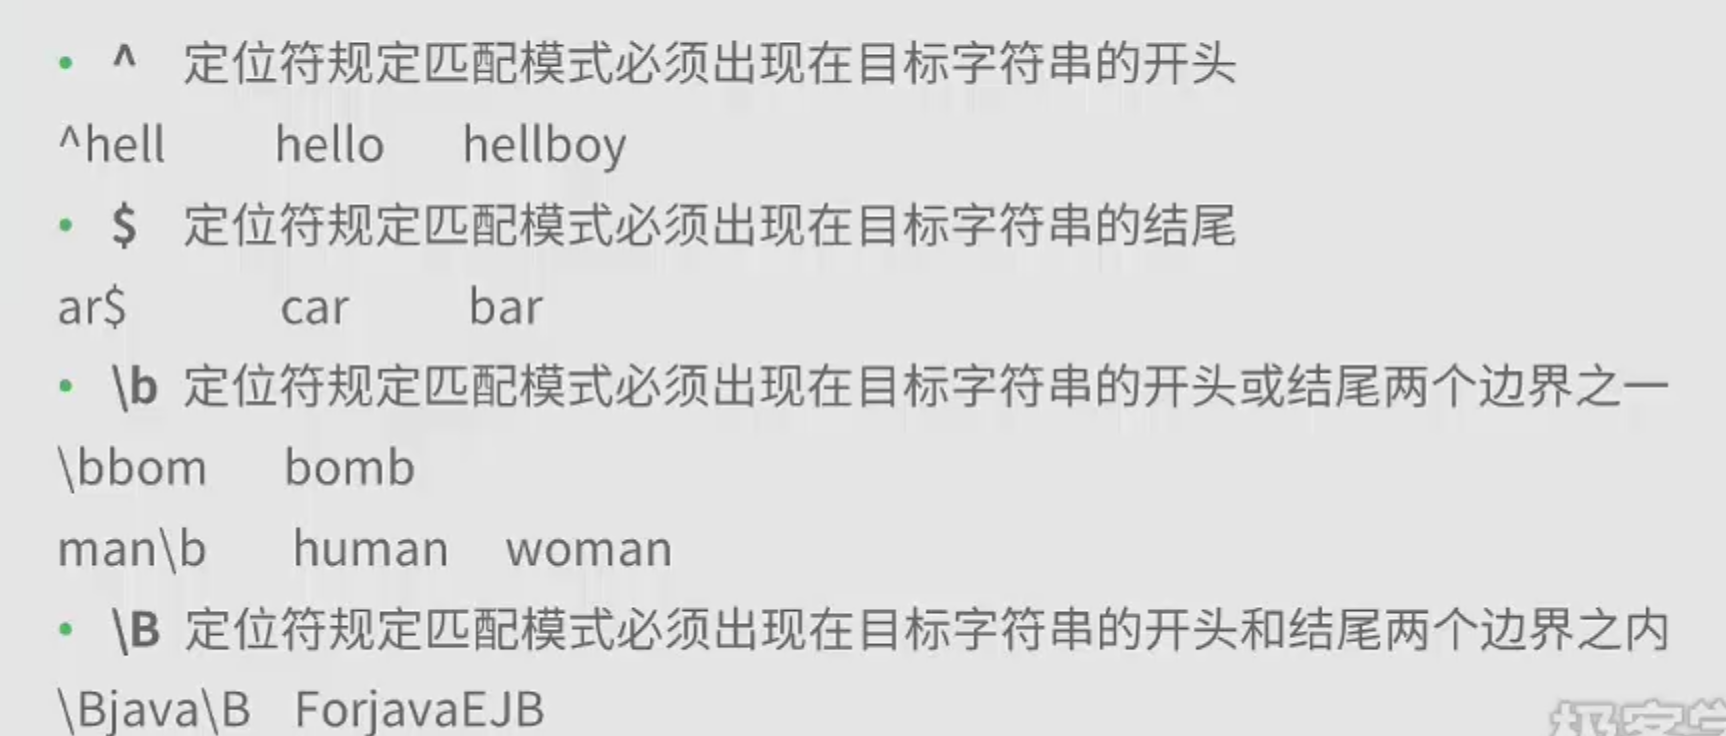 • ^ 定位符规定匹配模式必须出现在目标字符串的开头
^hell hello hellboy
• $ 定位符规定匹配模式必须出现在目标字符串的结尾
ar$ car bar
• \b 定位符规定匹配模式必须出现在目标字符串的开头或结尾两个边界之一
\bbom bomb
man\b human woman
• \B 定位符规定匹配模式必须出现在目标字符串的开头和结尾两个边界之内
\Bjava\B ForjavaEJB
极客学